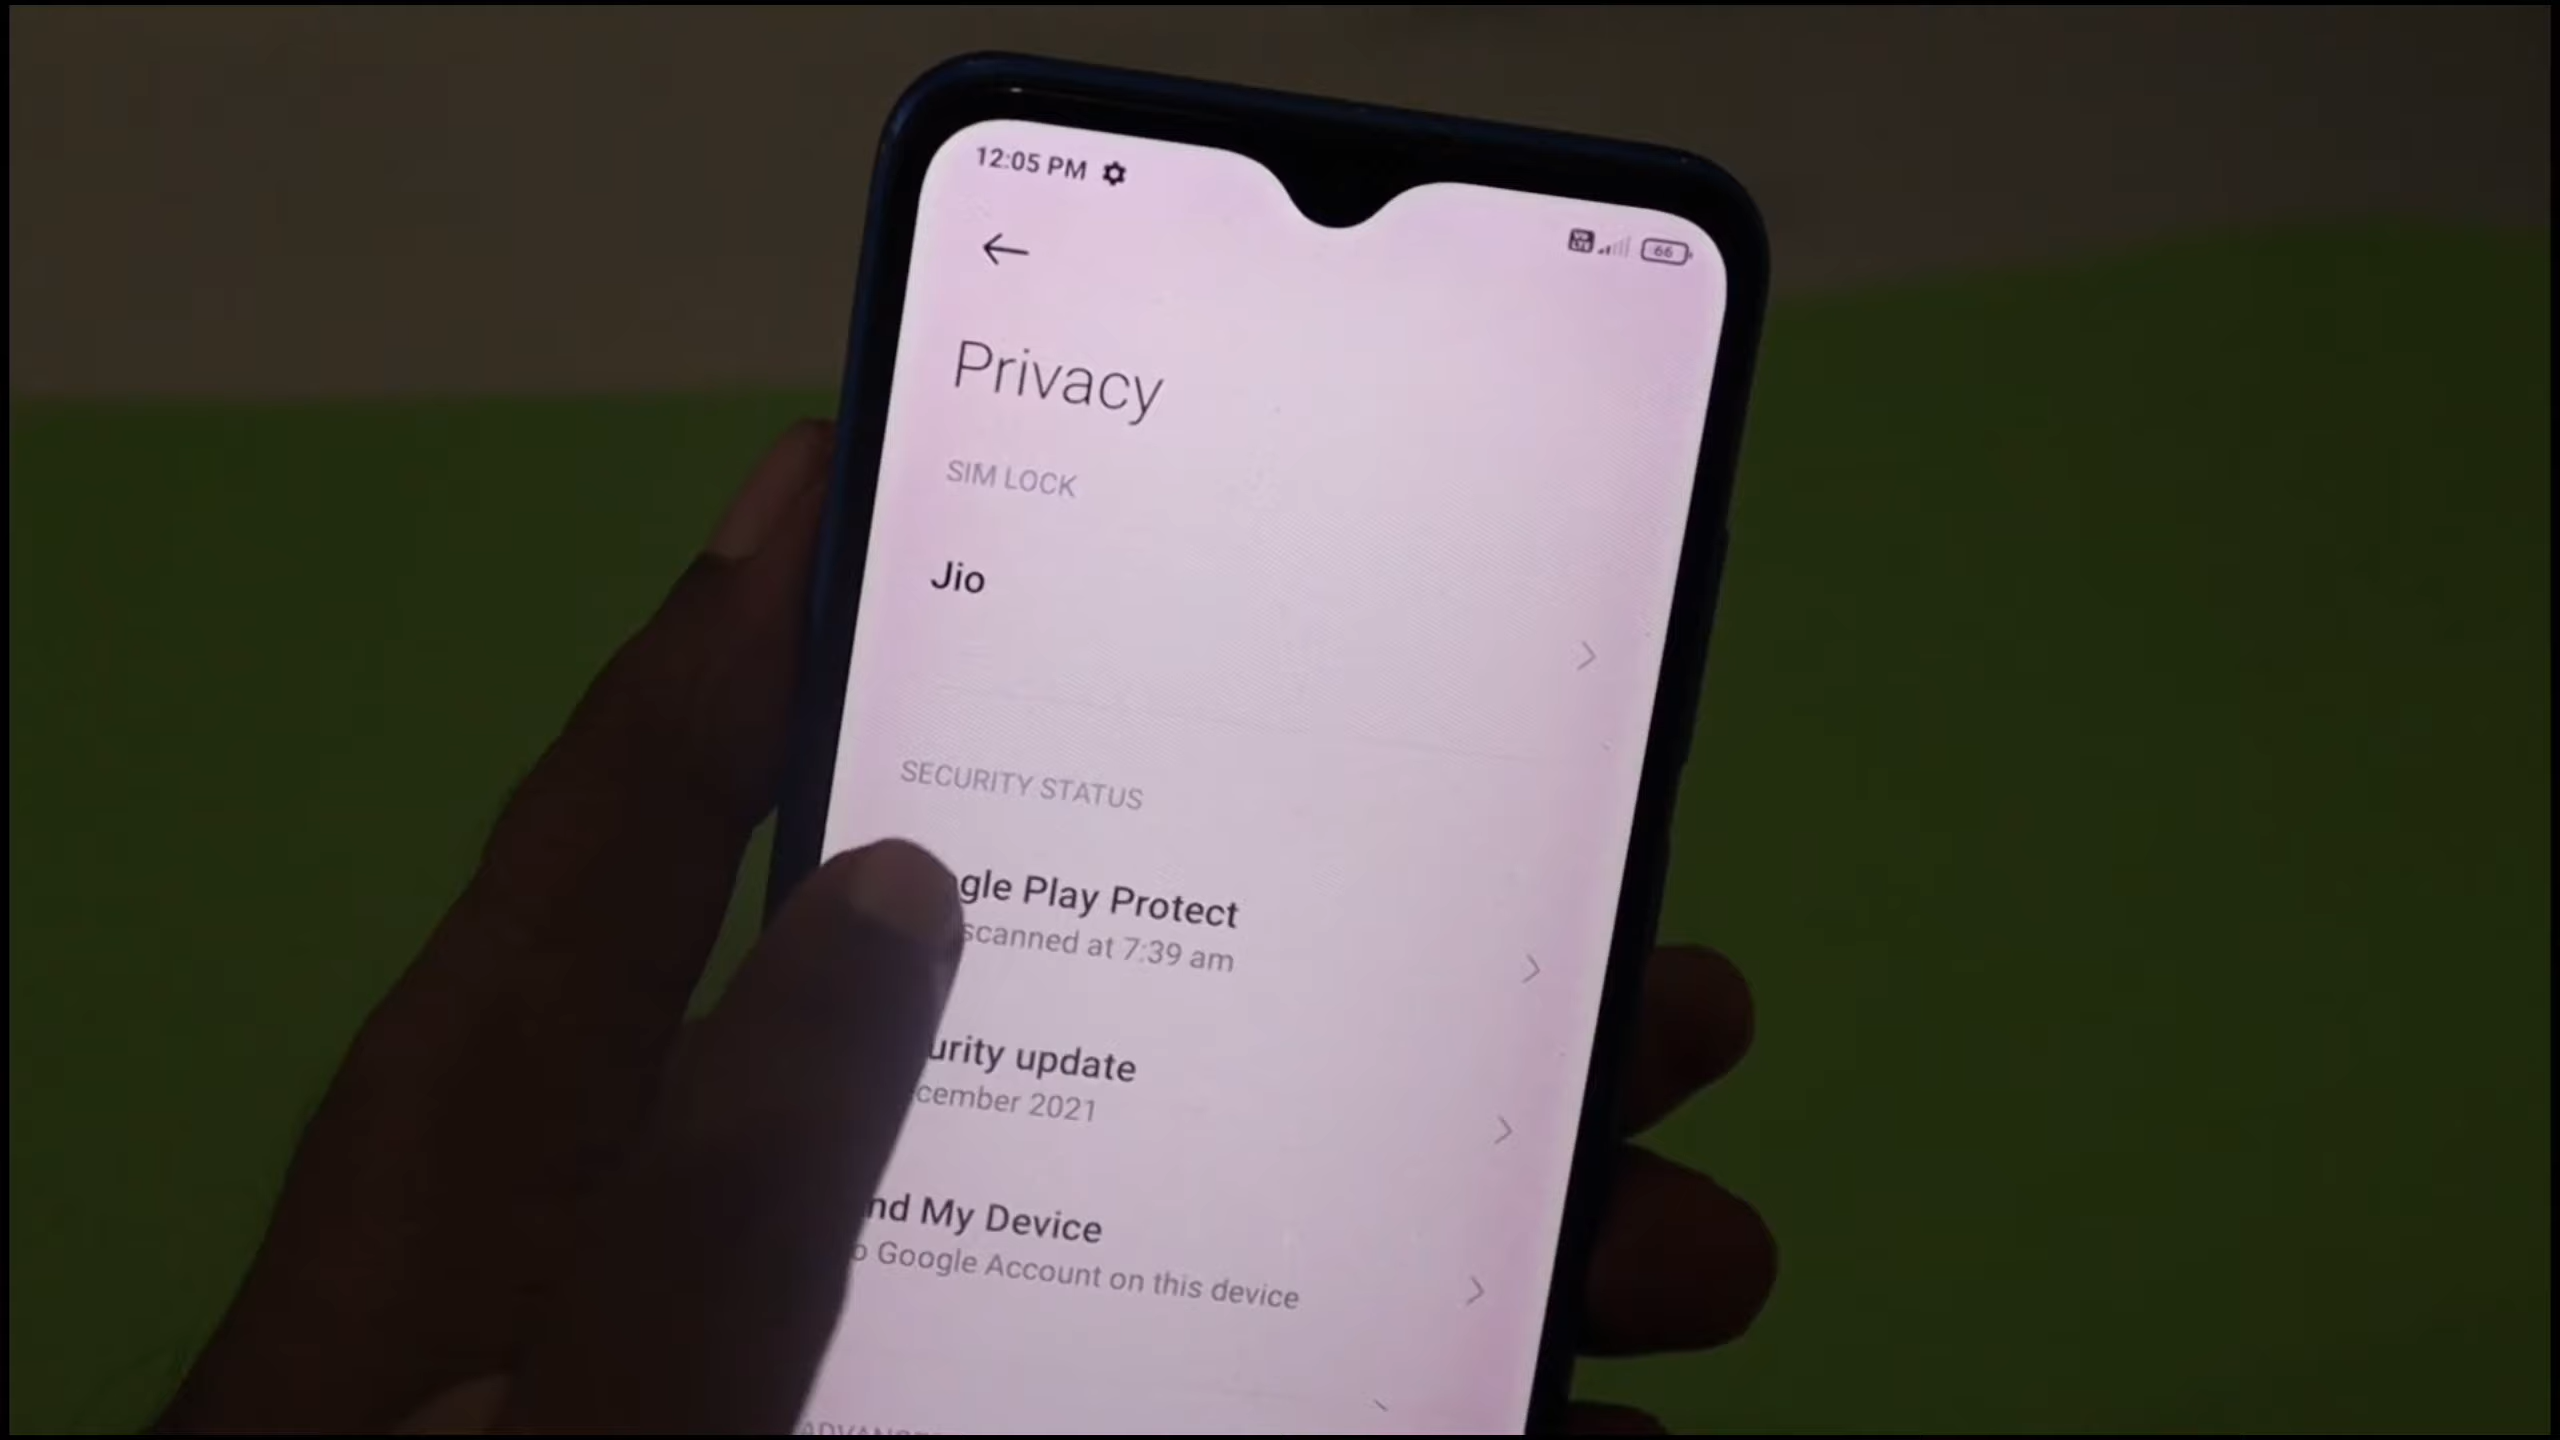 12:05 PM
66
Privacy
SIM LOCK
Jio
SECURITY STATUS
gle Play Protect
scanned at 7:39 am
urity update
cember 2021
nd My Device
Google Account on this device